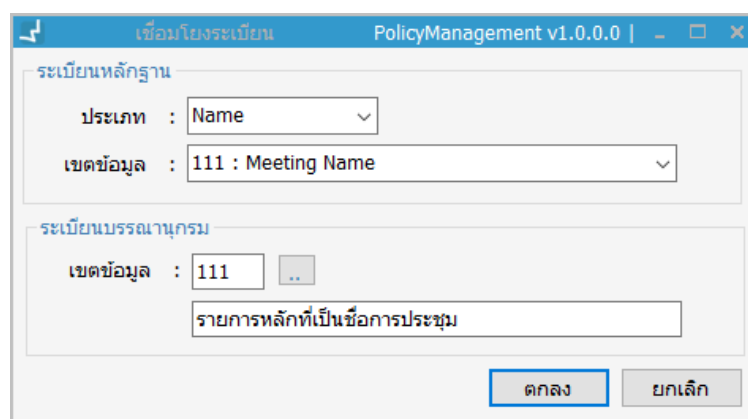 เชื่อมโยงระเบียน PolicyManagement v1.0.0.0 |
ระเบียนหลักฐาน
ประเภท : Name
เขตข้อมูล : 111 : Meeting Name
ระเบียนบรรณานุกรม
เขตข้อมูล : 111 ..
รายการหลักที่เป็นชื่อการประชุม
ตกลง ยกเลิก